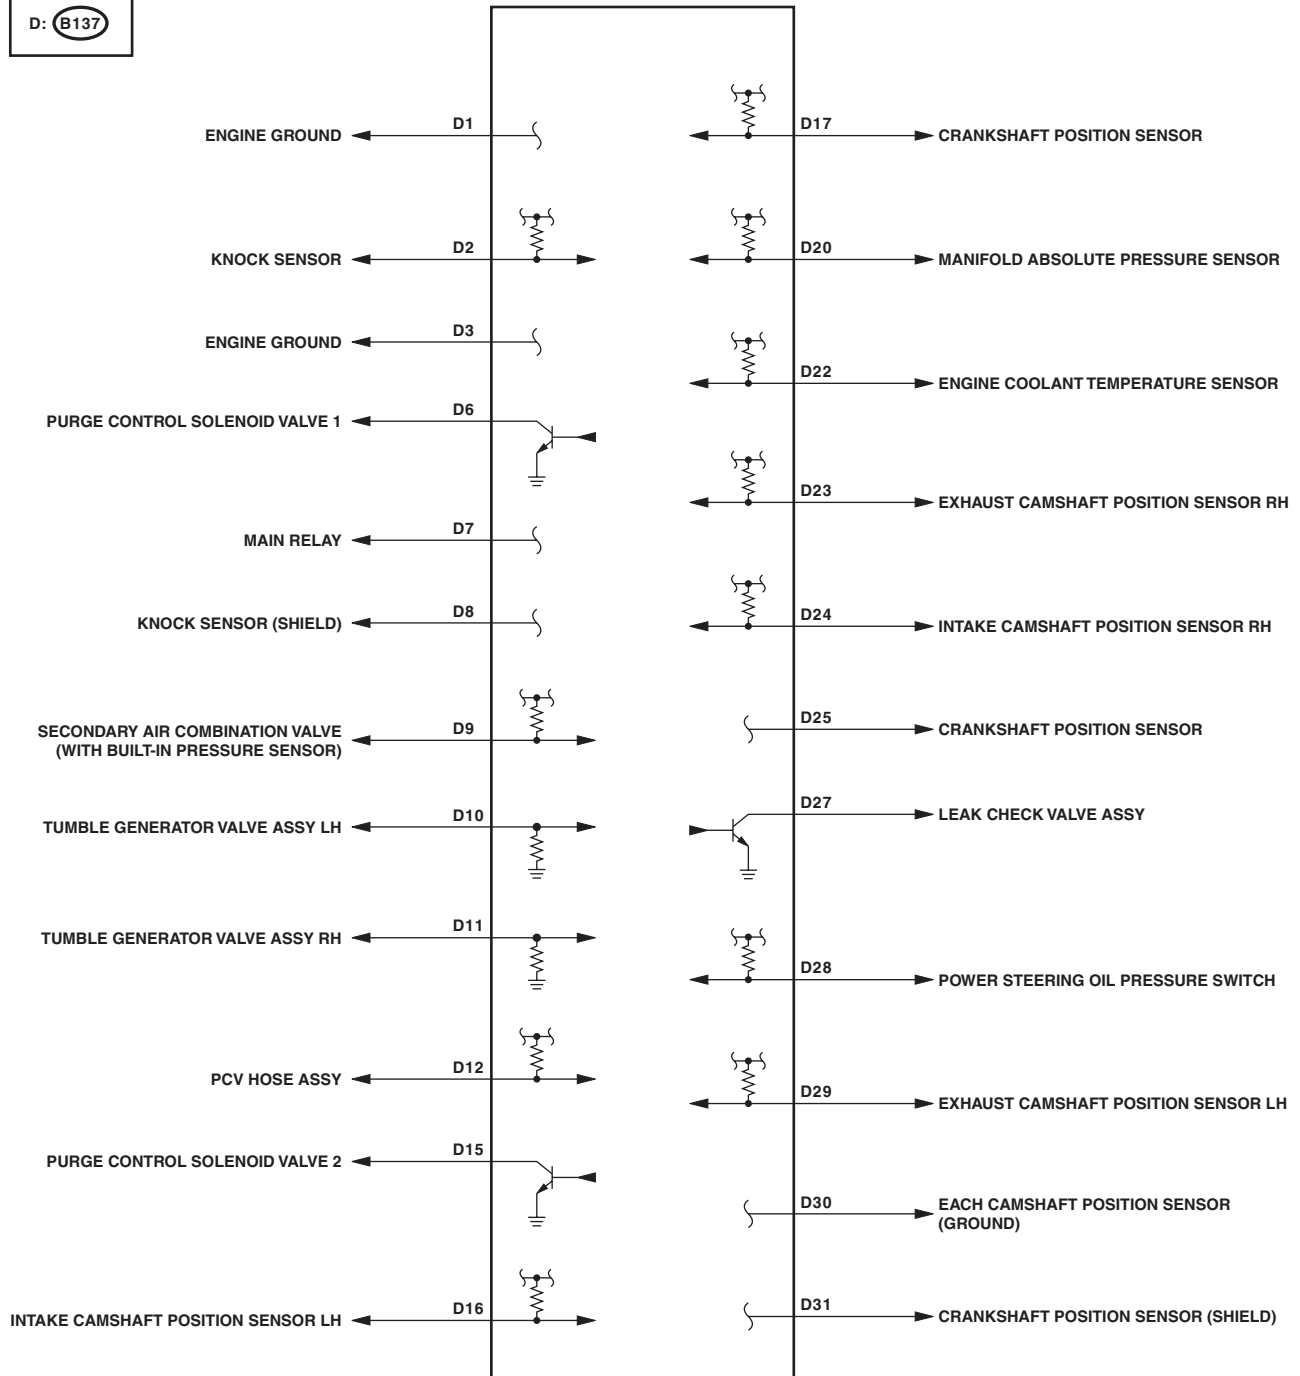 D: B137
D1
ENGINE GROUND
D2
KNOCK SENSOR
D3
ENGINE GROUND
D6
PURGE CONTROL SOLENOID VALVE 1
D7
MAIN RELAY
D8
KNOCK SENSOR (SHIELD)
D9
SECONDARY AIR COMBINATION VALVE
(WITH BUILT-IN PRESSURE SENSOR)
D10
TUMBLE GENERATOR VALVE ASSY LH
D11
TUMBLE GENERATOR VALVE ASSY RH
D12
PCV HOSE ASSY
D15
PURGE CONTROL SOLENOID VALVE 2
D16
INTAKE CAMSHAFT POSITION SENSOR LH
D17
CRANKSHAFT POSITION SENSOR
D20
MANIFOLD ABSOLUTE PRESSURE SENSOR
D22
ENGINE COOLANT TEMPERATURE SENSOR
D23
EXHAUST CAMSHAFT POSITION SENSOR RH
D24
INTAKE CAMSHAFT POSITION SENSOR RH
D25
CRANKSHAFT POSITION SENSOR
D27
LEAK CHECK VALVE ASSY
D28
POWER STEERING OIL PRESSURE SWITCH
D29
EXHAUST CAMSHAFT POSITION SENSOR LH
D30
EACH CAMSHAFT POSITION SENSOR
(GROUND)
D31
CRANKSHAFT POSITION SENSOR (SHIELD)